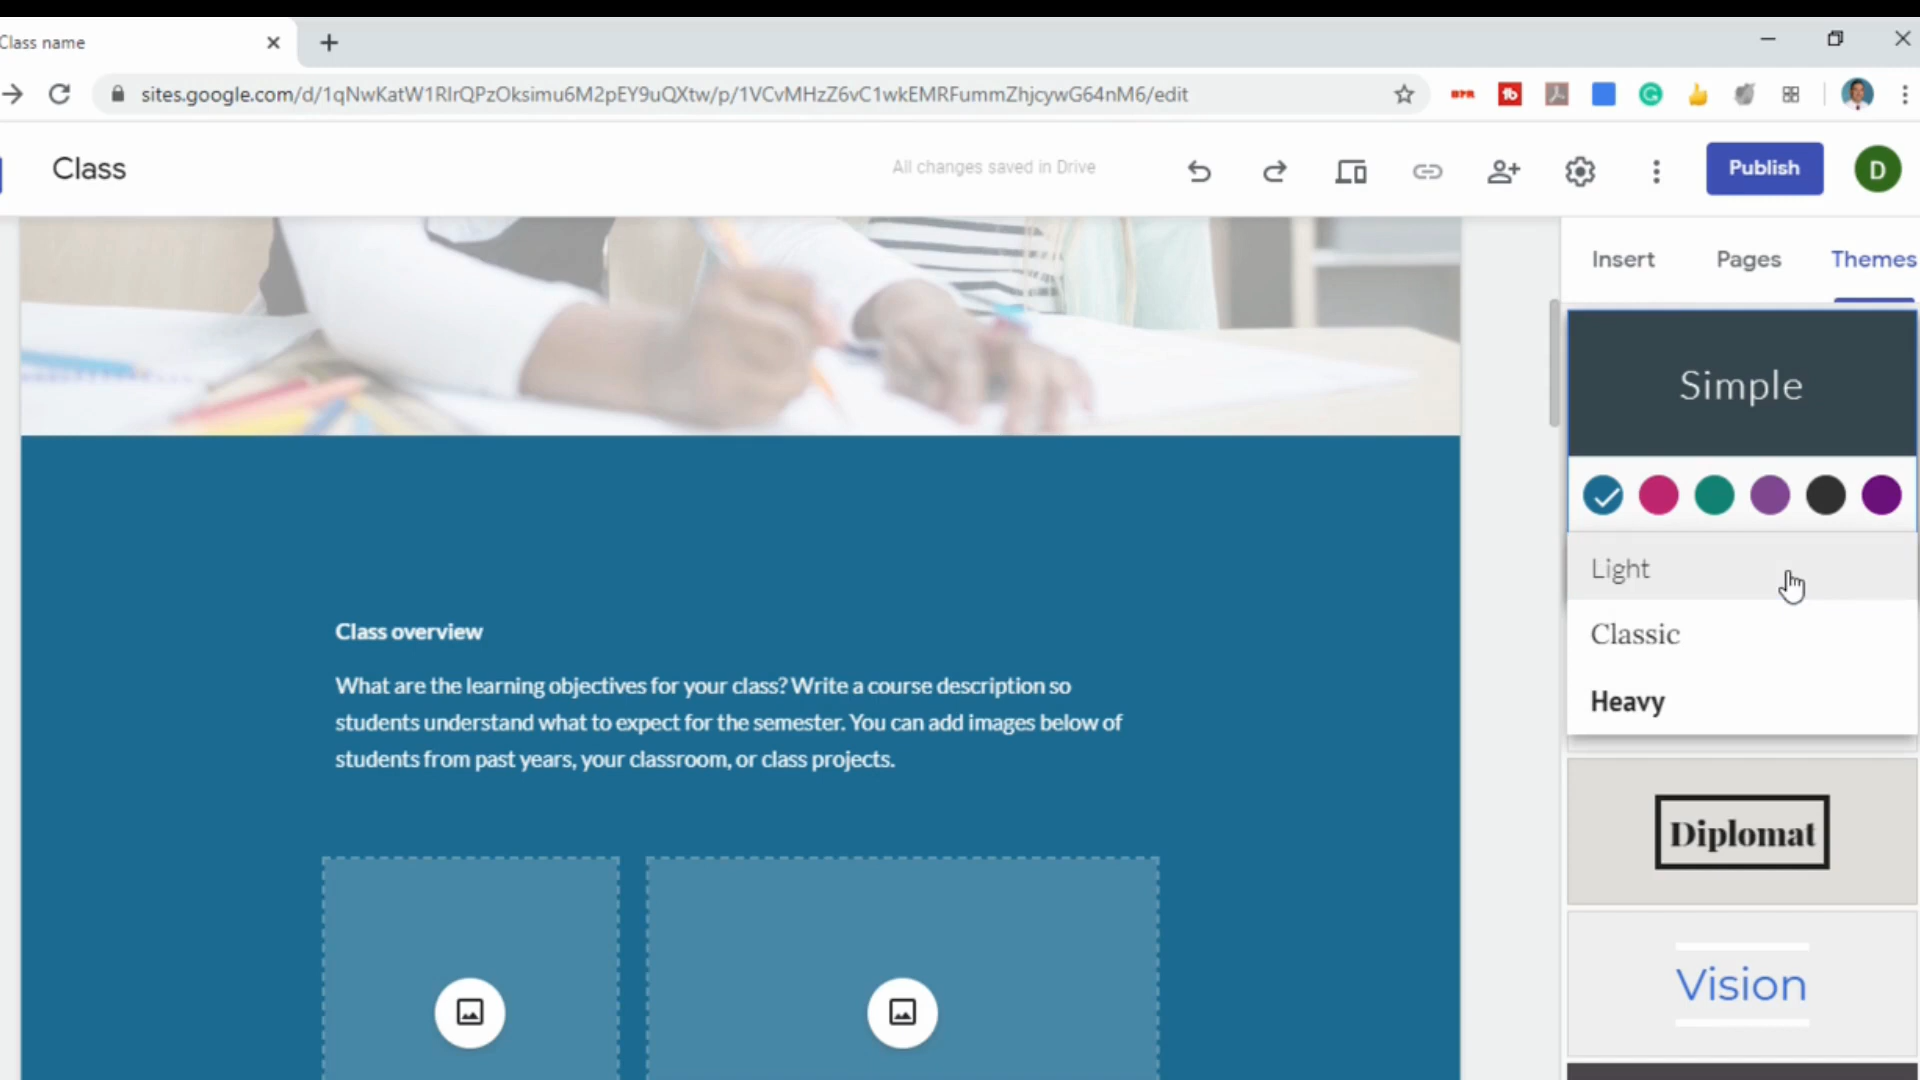 Class name
sites.google.com/d/1qNwKatW1RIrQPzOksimu6M2pEY9uQXtw/p/1VCvMHzZ6vC1wkEMRFummZhjcywG64nM6/edit
Class
All changes saved in Drive
Publish
D
Insert
Pages
Themes
Simple
Light
Classic
Heavy
Diplomat
Vision
Class overview
What are the learning objectives for your class? Write a course description so
students understand what to expect for the semester. You can add images below of
students from past years, your classroom, or class projects.